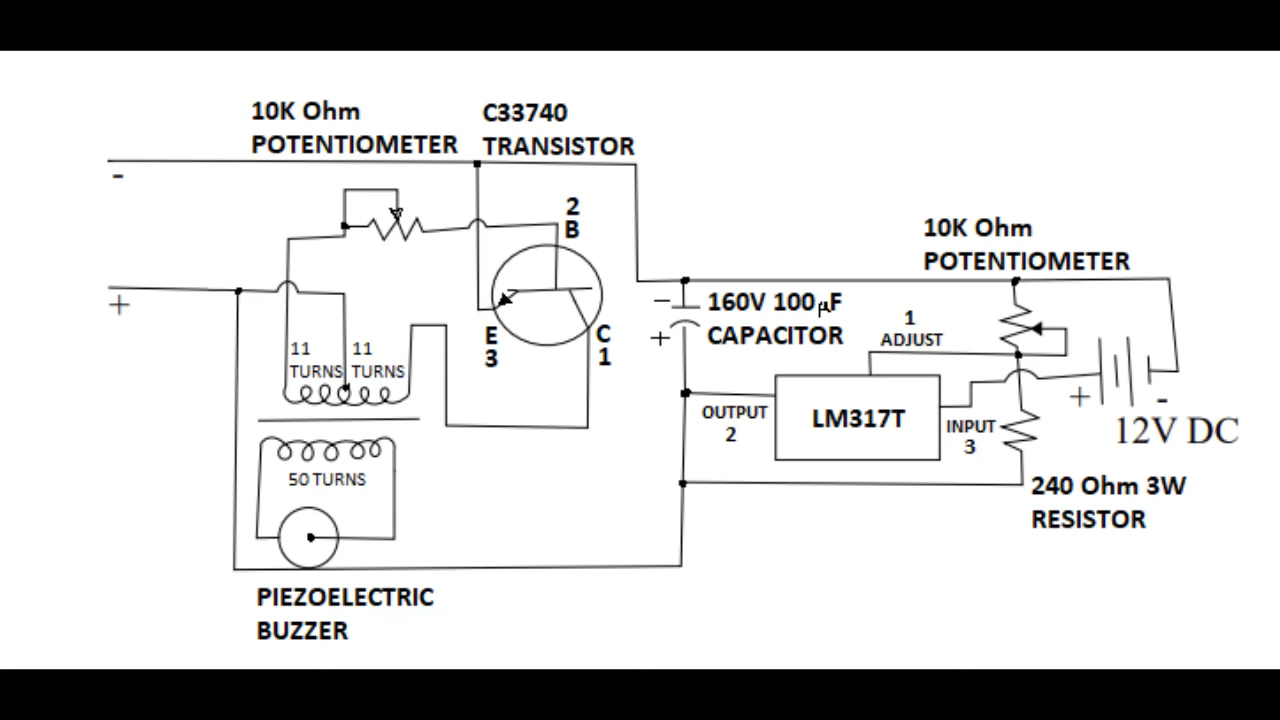 10K Ohm
POTENTIOMETER
C33740
TRANSISTOR
-
2
B
+
E
3
C
1
11
TURNS
11
TURNS
50 TURNS
PIEZOELECTRIC
BUZZER
−
160V 100µF
+
CAPACITOR
10K Ohm
POTENTIOMETER
1
ADJUST
OUTPUT
2
LM317T
INPUT
3
+
-
12V DC
240 Ohm 3W
RESISTOR